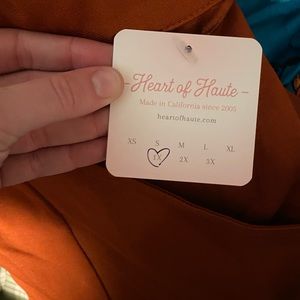 - Heart of Haute -
Made in California since 2005
heartofhaute.com
XS S M L XL
1X 2X 3X